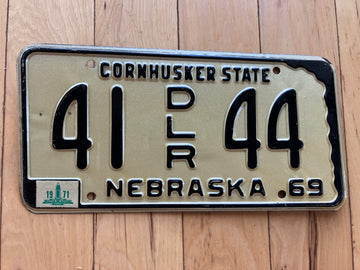 CORNHUSKER STATE
41 DLR 44
19 71
NEBRASKA 69